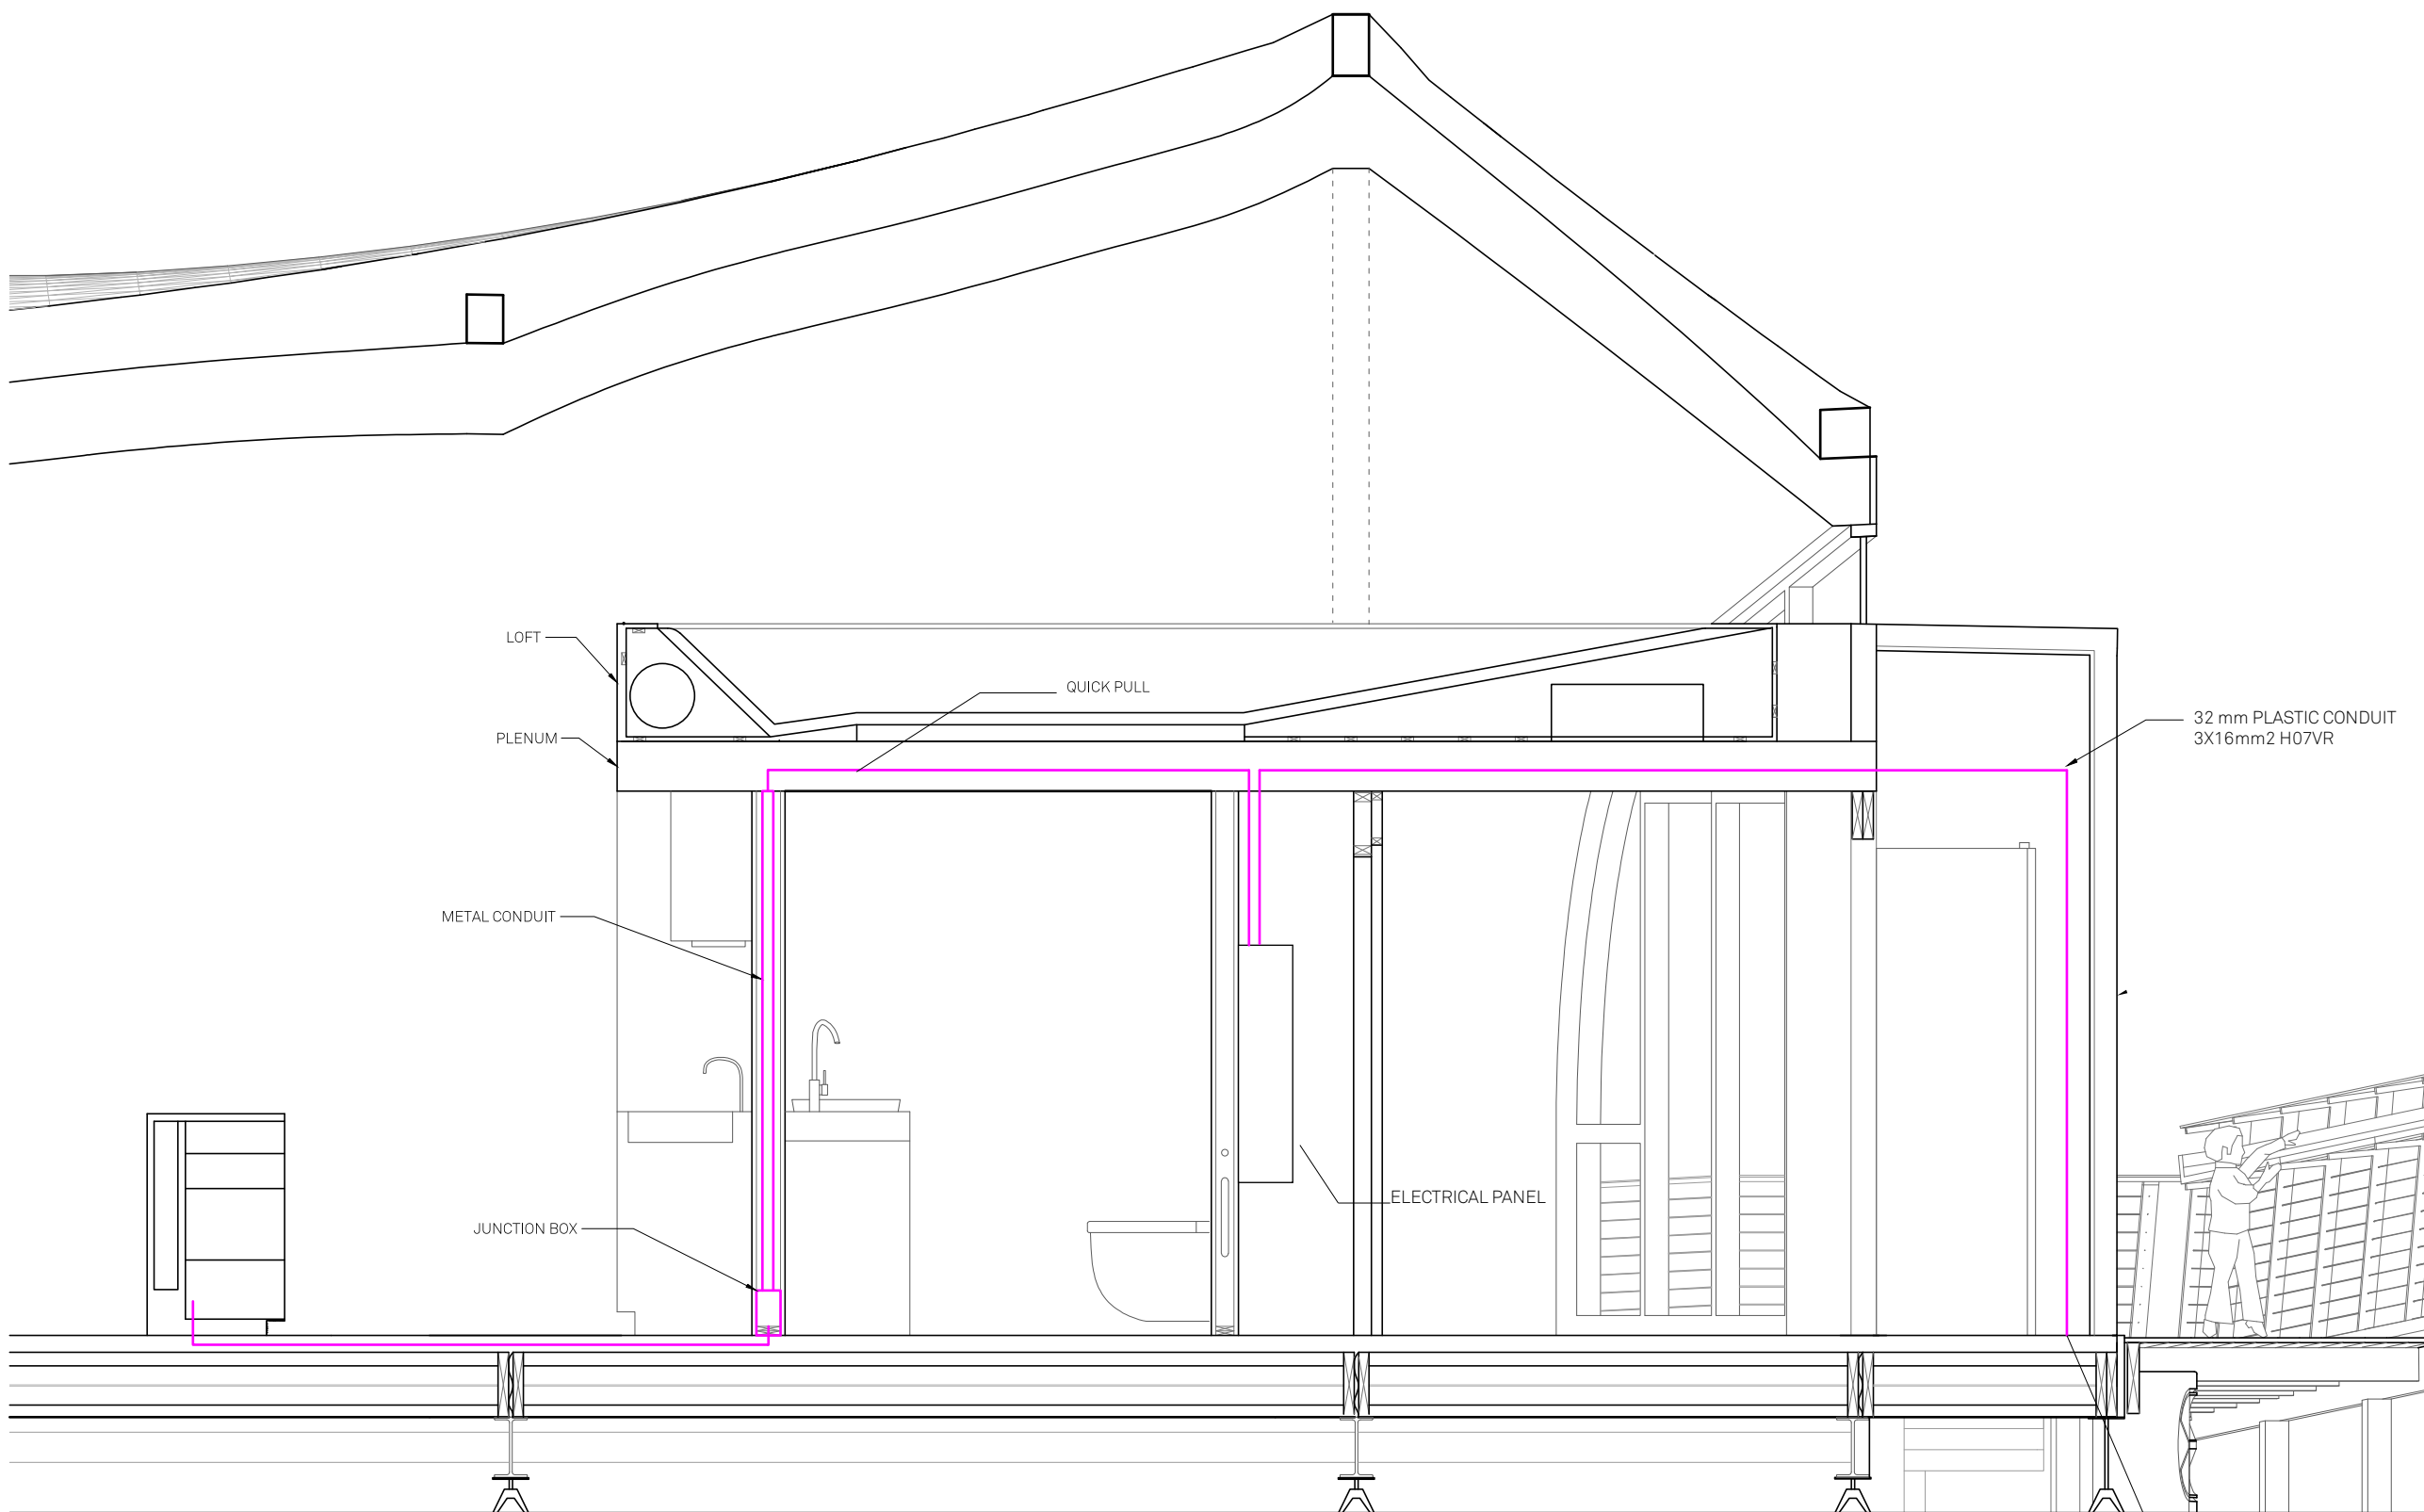 LOFT
QUICK PULL
PLENUM
32 mm PLASTIC CONDUIT
3X16mm2 H07VR
METAL CONDUIT
ELECTRICAL PANEL
JUNCTION BOX